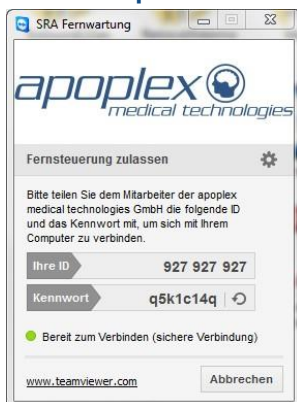 SRA Fernwartung
apoplex
medical technologies
Fernsteuerung zulassen
Bitte teilen Sie dem Mitarbeiter der apoplex
medical technologies GmbH die folgende ID
und das Kennwort mit, um sich mit Ihrem
Computer zu verbinden.
Ihre ID 927 927 927
Kennwort q5k1c14q
Bereit zum Verbinden (sichere Verbindung)
www.teamviewer.com Abbrechen